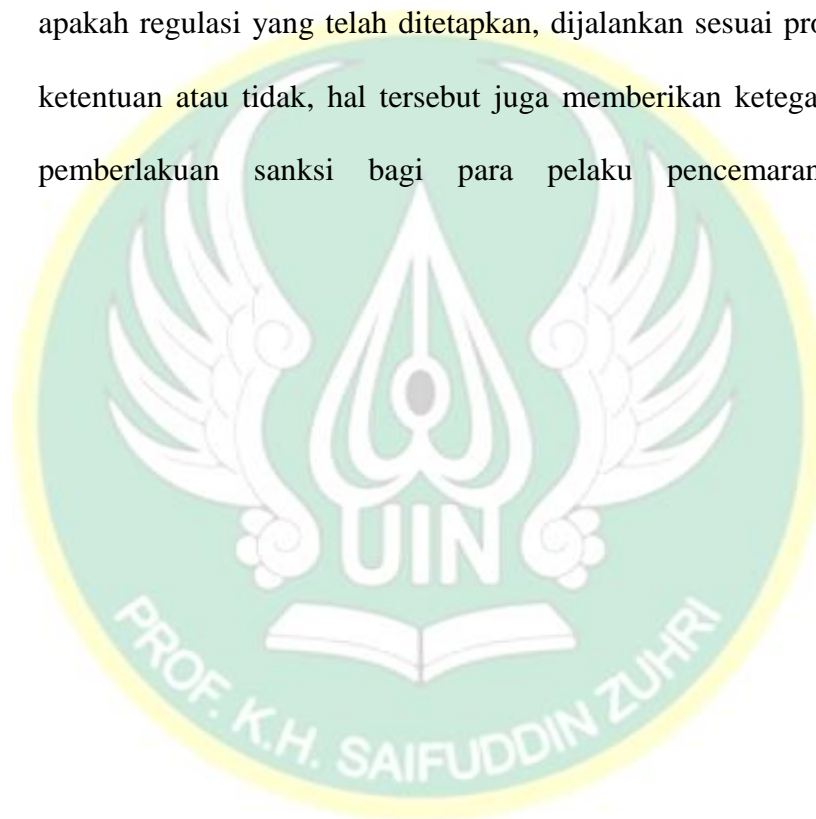 apakah regulasi yang telah ditetapkan, dijalankan sesuai
ketentuan atau tidak, hal tersebut juga memberikan
pemberlakuan sanksi bagi para pelaku pencemaran
UIN
PROF. K.H. SAIFUDDIN ZUHRI